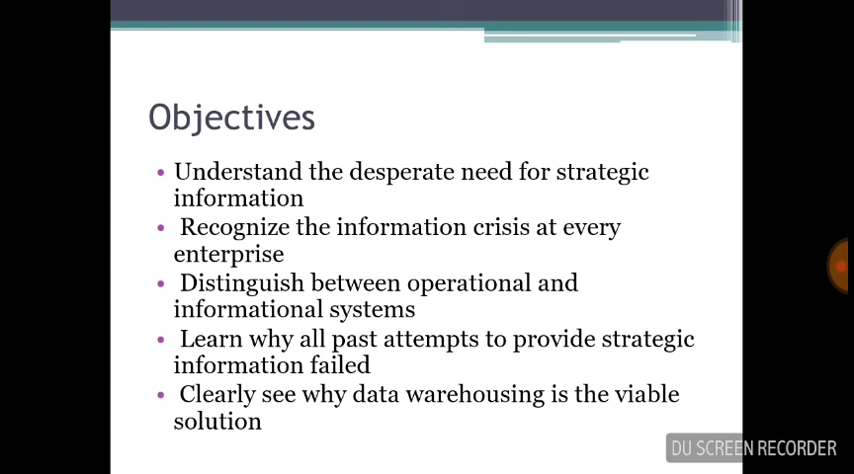 Objectives
• Understand the desperate need for strategic
information
• Recognize the information crisis at every
enterprise
• Distinguish between operational and
informational systems
• Learn why all past attempts to provide strategic
information failed
• Clearly see why data warehousing is the viable
solution
DU SCREEN RECORDER